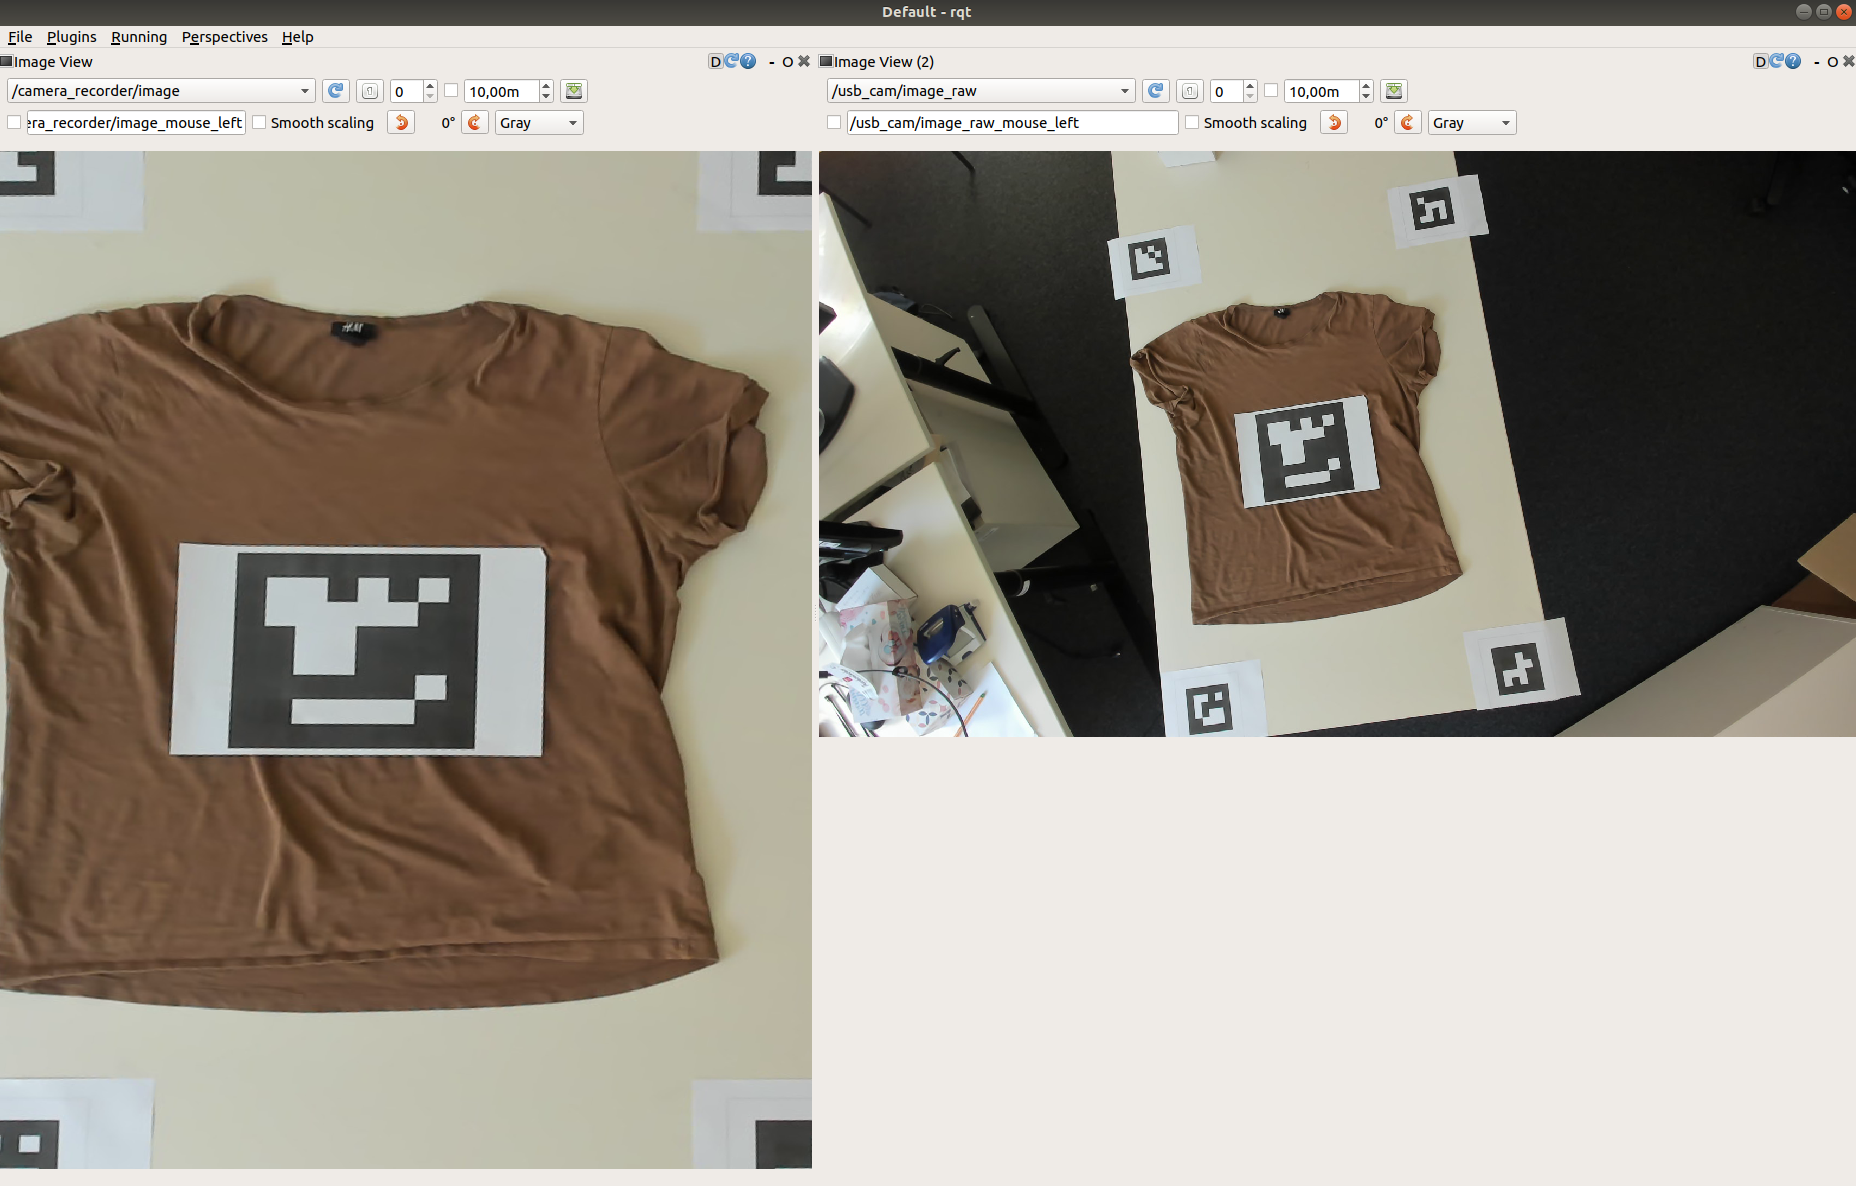 Default - rqt
File Plugins Running Perspectives Help
Image View
D ? - O
/camera_recorder/image 0 10,00m
era_recorder/image_mouse_left Smooth scaling 0° Gray
Image View (2)
D ? - O
/usb_cam/image_raw 0 10,00m
/usb_cam/image_raw_mouse_left Smooth scaling 0° Gray
H&M